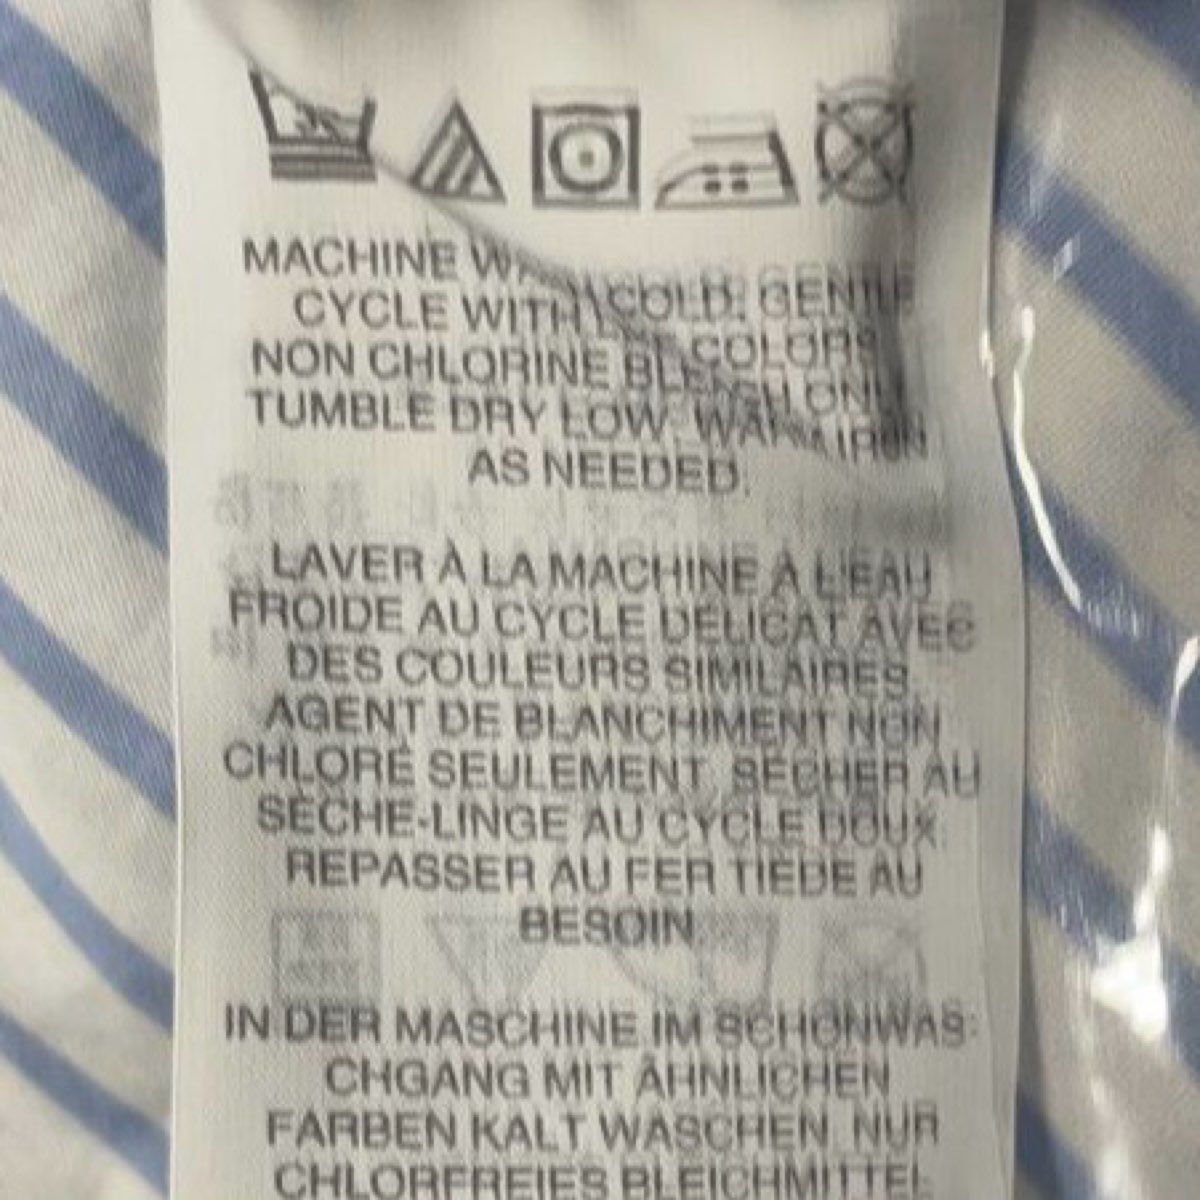 MACHINE WASH COLD. GENTLE
CYCLE WITH LIKE COLORS.
NON CHLORINE BLEACH ONLY.
TUMBLE DRY LOW. WARM IRON
AS NEEDED.
LAVER À LA MACHINE À L'EAU
FROIDE AU CYCLE DÉLICAT AVEC
DES COULEURS SIMILAIRES.
AGENT DE BLANCHIMENT NON
CHLORÉ SEULEMENT. SÉCHER AU
SÈCHE-LINGE AU CYCLE DOUX.
REPASSER AU FER TIÈDE AU
BESOIN.
IN DER MASCHINE IM SCHONWAS-
CHGANG MIT ÄHNLICHEN
FARBEN KALT WASCHEN. NUR
CHLORFREIES BLEICHMITTEL